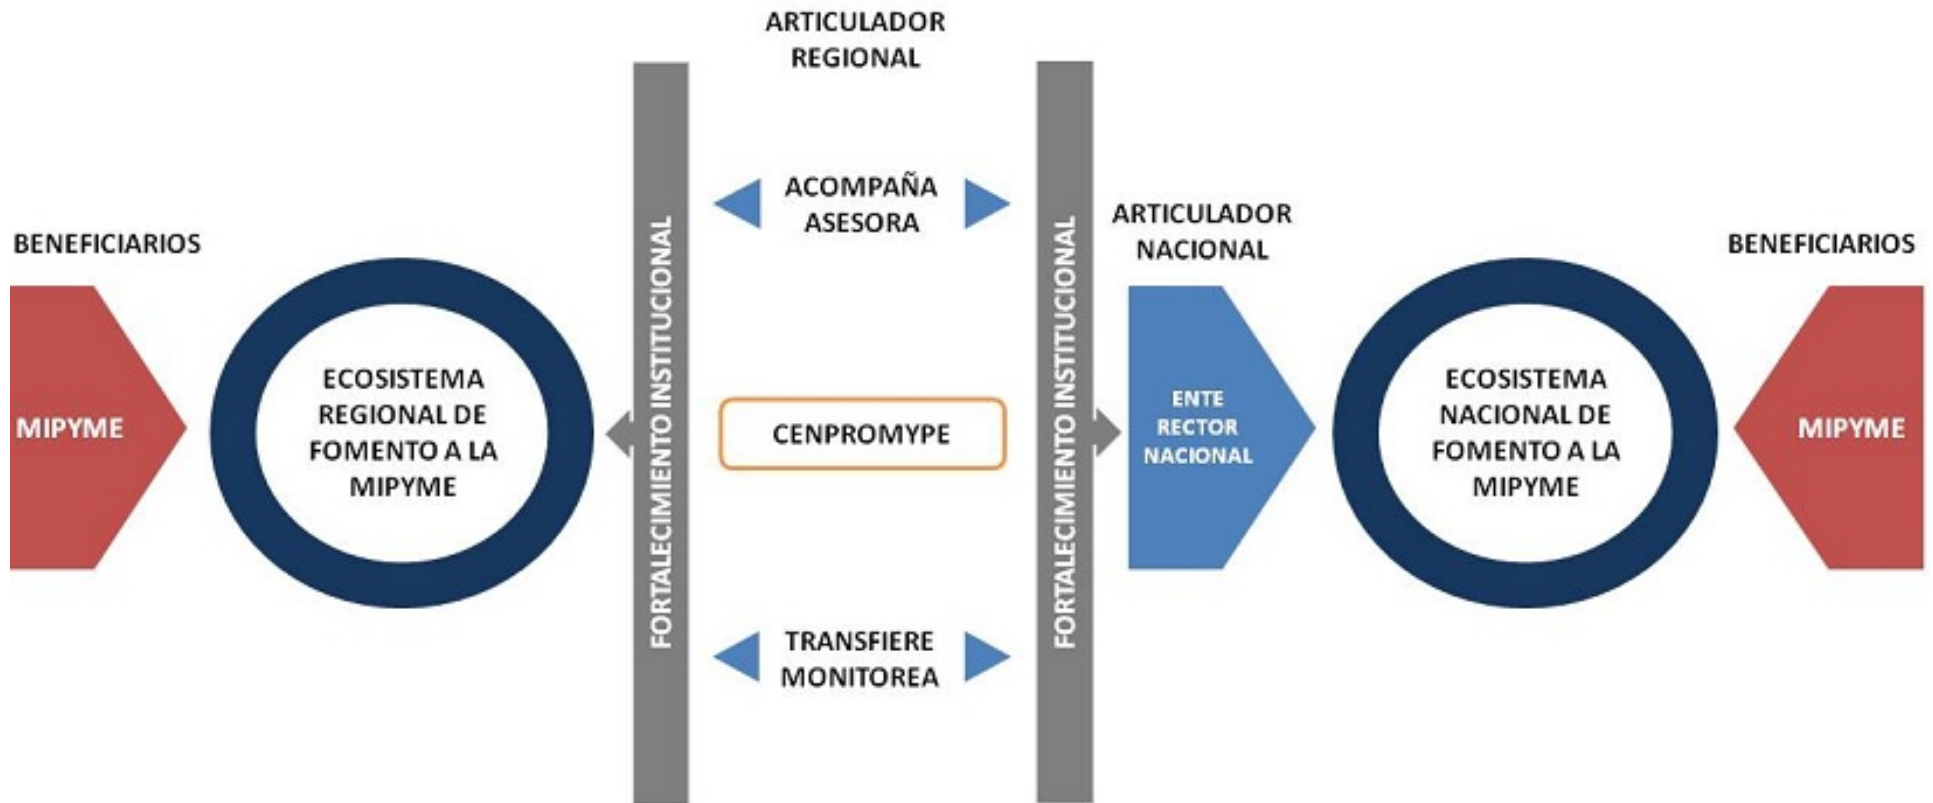 BENEFICIARIOS
MIPYME
ECOSISTEMA
REGIONAL DE
FOMENTO A LA
MIPYME
FORTALECIMIENTO INSTITUCIONAL
ARTICULADOR
REGIONAL
ACOMPAÑA
ASESORA
CENPROMYPE
TRANSFIERE
MONITOREA
FORTALECIMIENTO INSTITUCIONAL
ARTICULADOR
NACIONAL
ENTE
RECTOR
NACIONAL
ECOSISTEMA
NACIONAL DE
FOMENTO A LA
MIPYME
BENEFICIARIOS
MIPYME